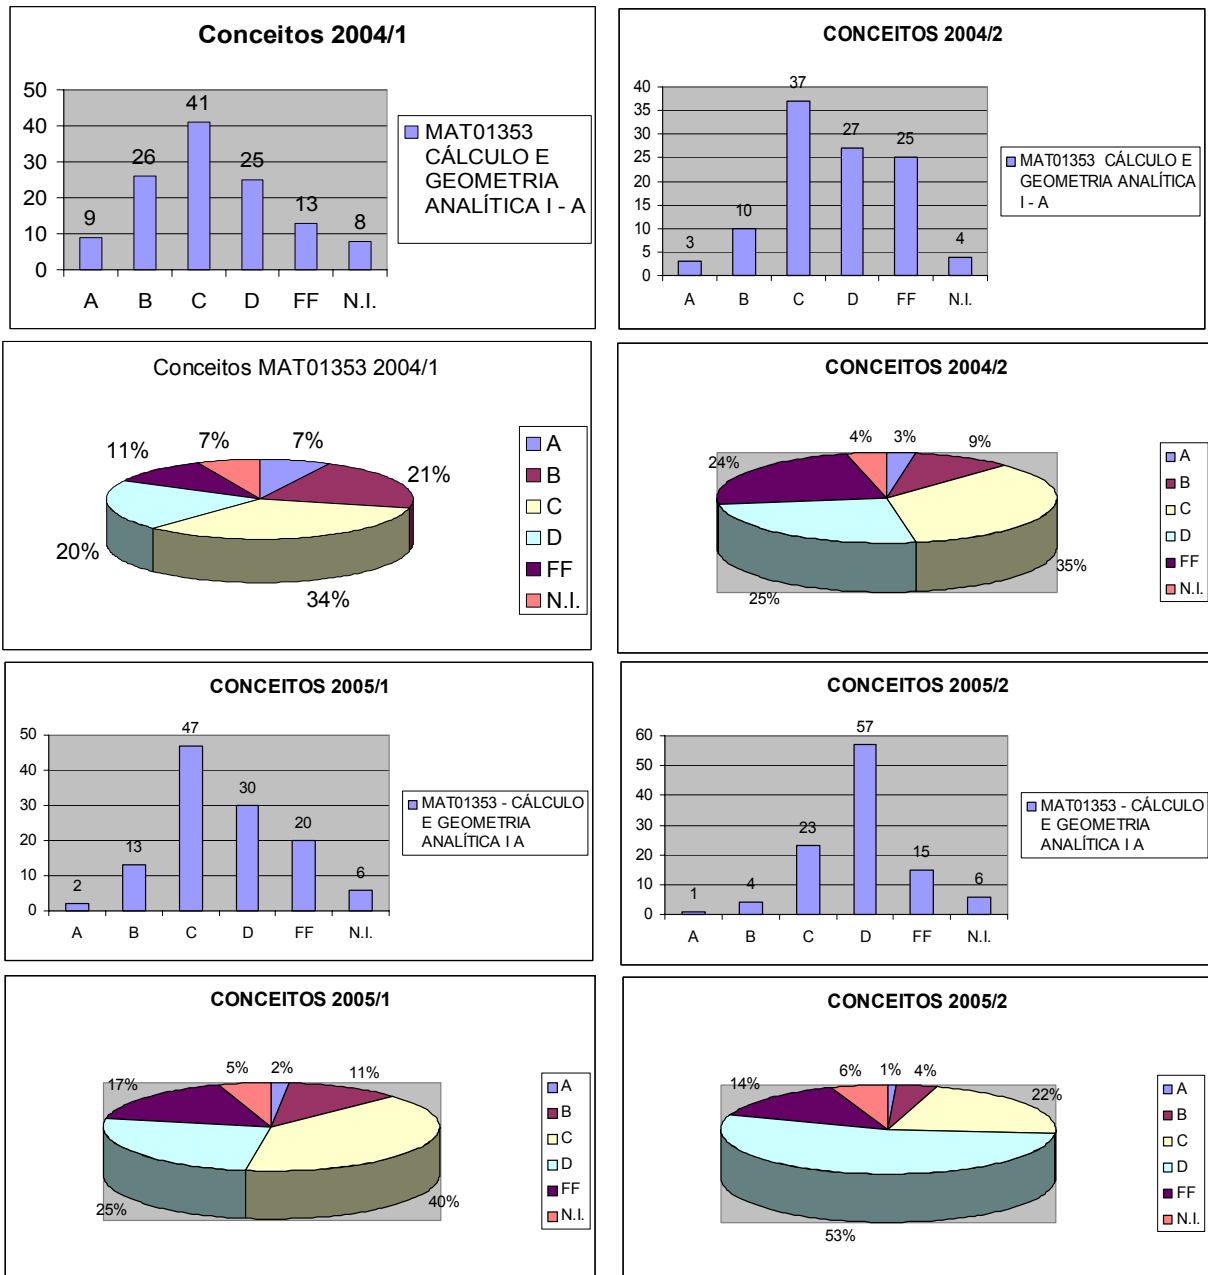 Conceitos 2004/1
50
40
30
20
10
0
9
26
41
25
13
8
A B C D FF N.I.
MAT01353
CÁLCULO E
GEOMETRIA
ANALÍTICA I - A
CONCEITOS 2004/2
40
35
30
25
20
15
10
5
0
3
10
37
27
25
4
A B C D FF N.I.
MAT01353 CÁLCULO E
GEOMETRIA ANALÍTICA
I - A
Conceitos MAT01353 2004/1
7%
21%
34%
20%
11%
7%
A
B
C
D
FF
N.I.
CONCEITOS 2004/2
3%
9%
35%
25%
24%
4%
A
B
C
D
FF
N.I.
CONCEITOS 2005/1
50
40
30
20
10
0
2
13
47
30
20
6
A B C D FF N.I.
MAT01353 - CÁLCULO
E GEOMETRIA
ANALÍTICA I A
CONCEITOS 2005/2
60
50
40
30
20
10
0
1
4
23
57
15
6
A B C D FF N.I.
MAT01353 - CÁLCULO
E GEOMETRIA
ANALÍTICA I A
CONCEITOS 2005/1
2%
11%
40%
25%
17%
5%
A
B
C
D
FF
N.I.
CONCEITOS 2005/2
1%
4%
22%
53%
14%
6%
A
B
C
D
FF
N.I.